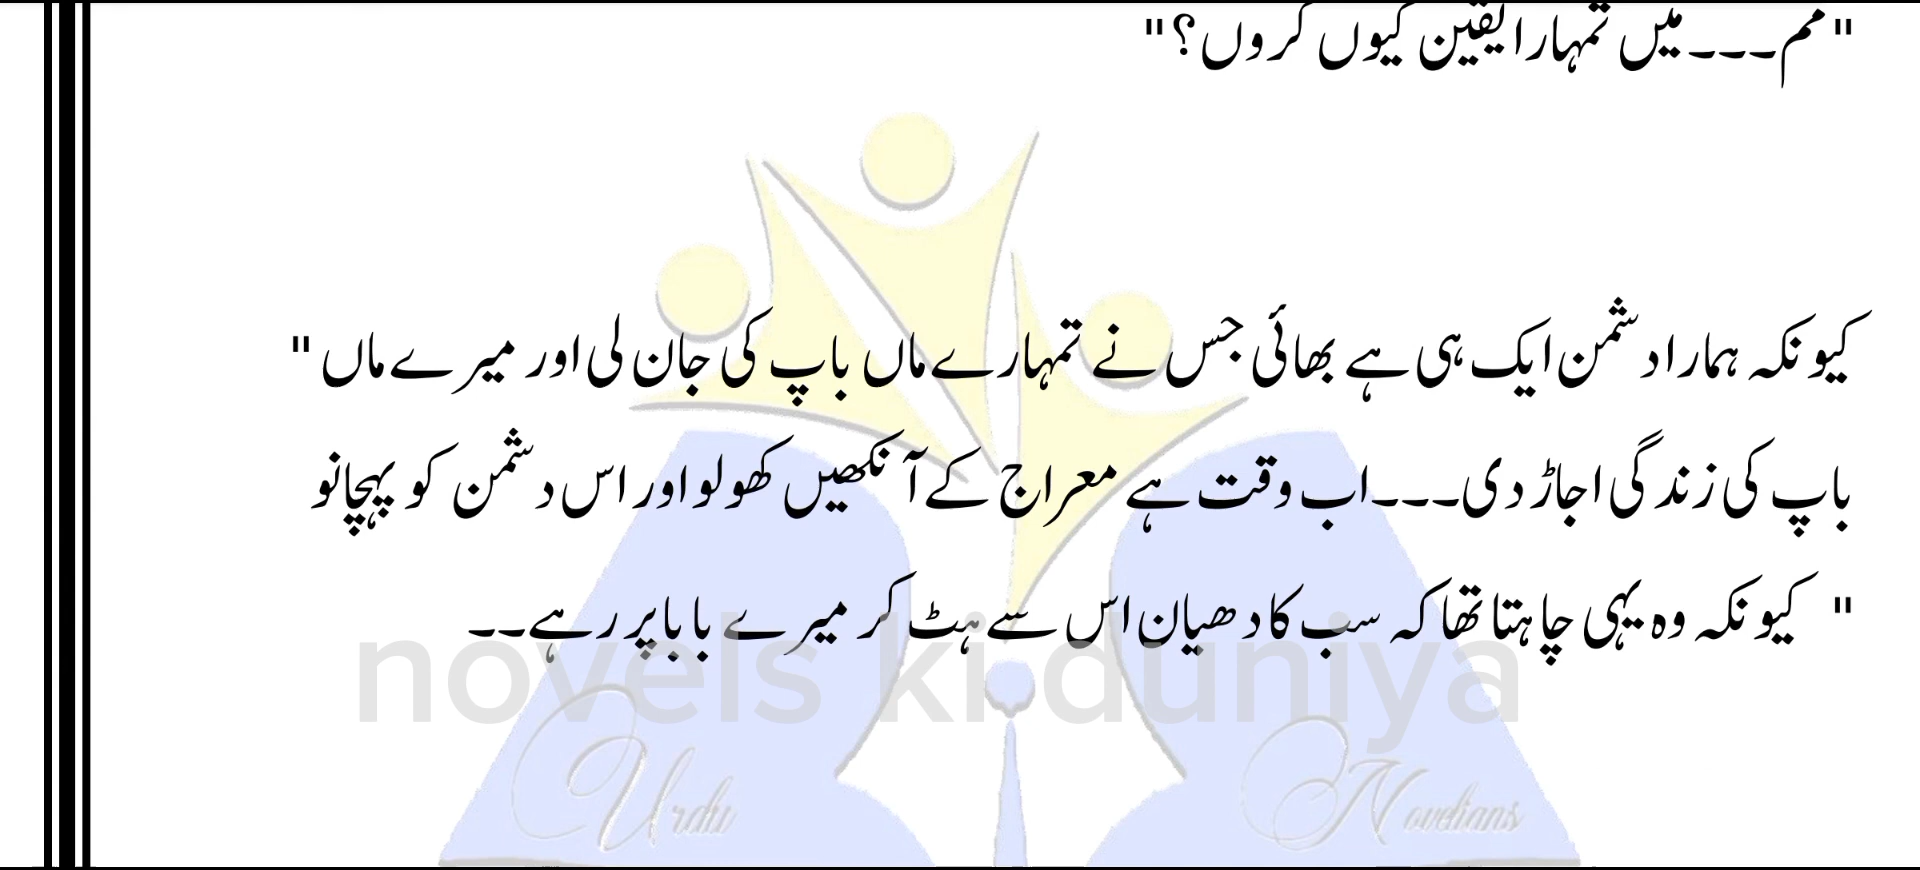 "مم۔۔۔میں تمہارا یقین کیوں کروں؟"
کیونکہ ہمارا دشمن ایک ہی ہے بھائی جس نے تمہارے ماں باپ کی جان لی اور میرے ماں "
باپ کی زندگی اجاڑ دی۔۔۔اب وقت ہے معراج کے آنکھیں کھولو اور اس دشمن کو پہچانو
" کیونکہ وہ یہی چاہتا تھا کہ سب کا دھیان اس سے ہٹ کر میرے بابا پر رہے۔۔
novels ki duniya
Urdu Novelians